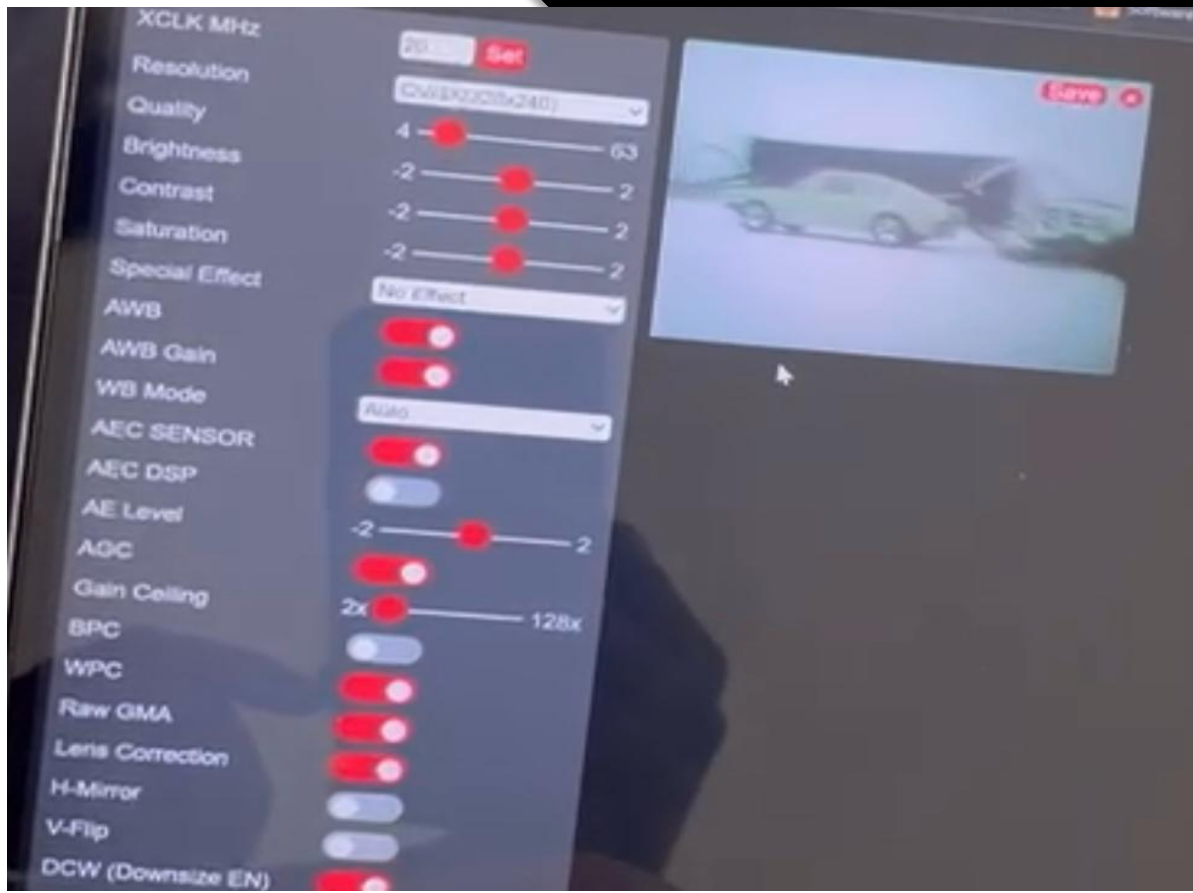 Software
XCLK MHz 20 Set
Resolution
Quality 4 63
Brightness -2 2
Contrast -2 2
Saturation -2 2
Special Effect No Effect
AWB
AWB Gain
WB Mode Auto
AEC SENSOR
AEC DSP
AE Level -2 2
AGC
Gain Ceiling 2x 128x
BPC
WPC
Raw GMA
Lens Correction
H-Mirror
V-Flip
DCW (Downsize EN)
Save ×